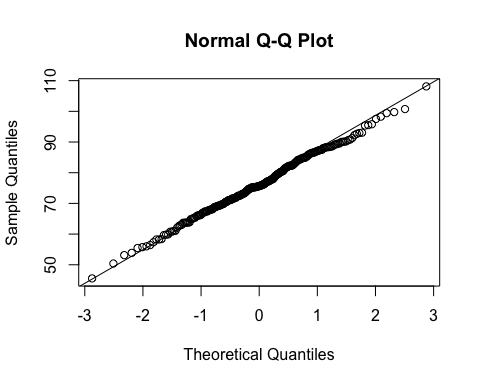 Normal Q-Q Plot
Sample Quantiles
110
90
70
50
-3 -2 -1 0 1 2 3
Theoretical Quantiles